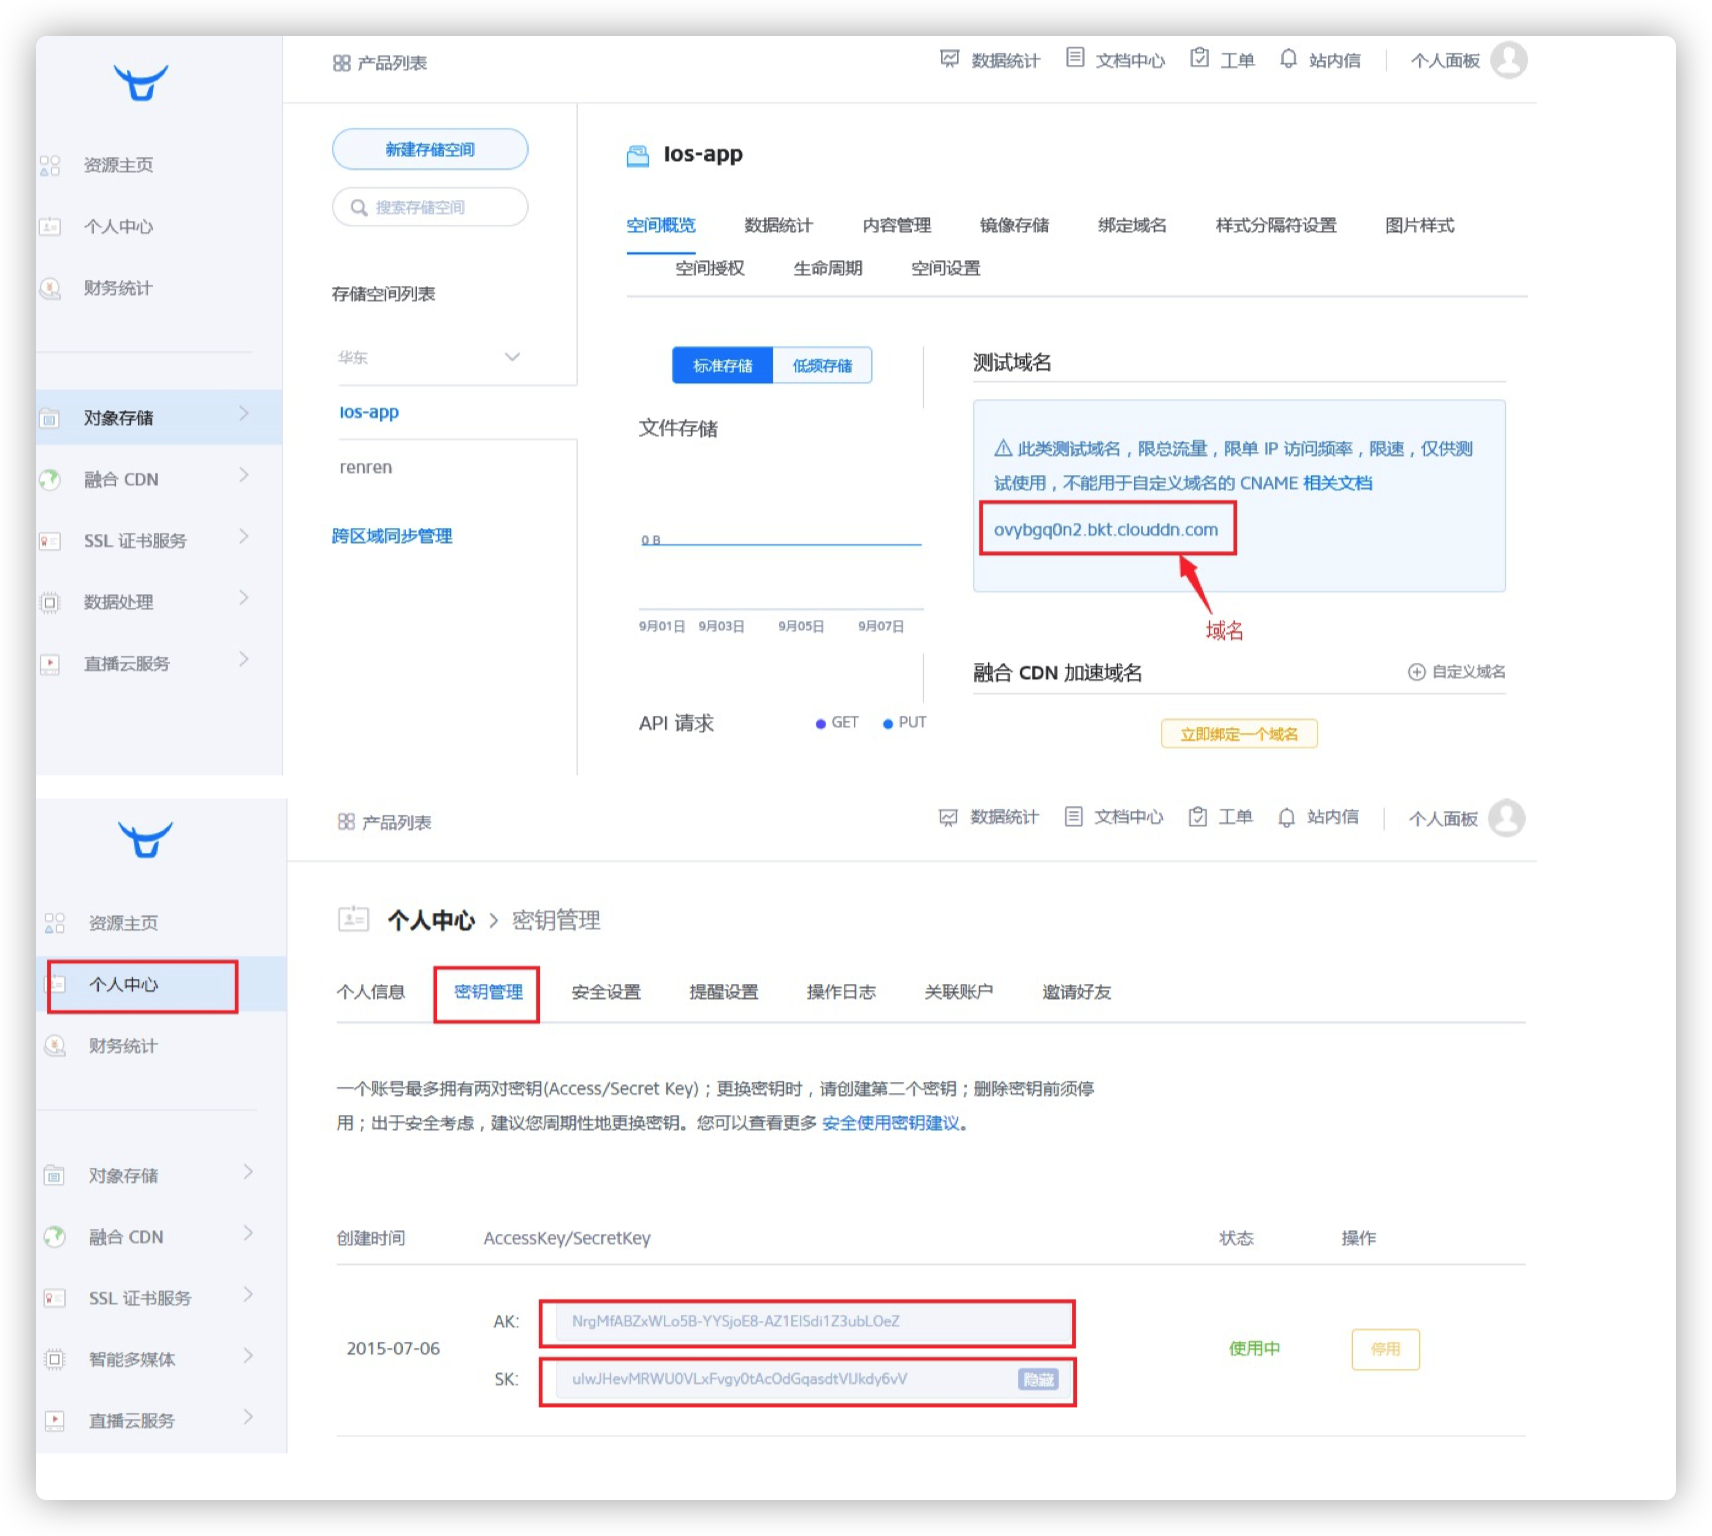 产品列表
数据统计 文档中心 工单 站内信 个人面板
资源主页
个人中心
财务统计
对象存储
融合 CDN
SSL 证书服务
数据处理
直播云服务
新建存储空间
搜索存储空间
存储空间列表
华东
los-app
renren
跨区域同步管理
los-app
空间概览 数据统计 内容管理 镜像存储 绑定域名 样式分隔符设置 图片样式
空间授权 生命周期 空间设置
标准存储 低频存储
文件存储
0 B
9月01日 9月03日 9月05日 9月07日
API 请求 GET PUT
测试域名
此类测试域名，限总流量，限单 IP 访问频率，限速，仅供测
试使用，不能用于自定义域名的 CNAME 相关文档
ovybgq0n2.bkt.clouddn.com
域名
融合 CDN 加速域名 自定义域名
立即绑定一个域名
产品列表
数据统计 文档中心 工单 站内信 个人面板
资源主页
个人中心
财务统计
对象存储
融合 CDN
SSL 证书服务
智能多媒体
直播云服务
个人中心 > 密钥管理
个人信息 密钥管理 安全设置 提醒设置 操作日志 关联账户 邀请好友
一个账号最多拥有两对密钥(Access/Secret Key)；更换密钥时，请创建第二个密钥；删除密钥前须停
用；出于安全考虑，建议您周期性地更换密钥。您可以查看更多 安全使用密钥建议。
创建时间 AccessKey/SecretKey 状态 操作
AK: NrgMfABZxWLo5B-YYSjoE8-AZ1EISdi1Z3ubLOeZ
2015-07-06 使用中 停用
SK: uIwJHevMRWU0VLxFvgy0tAcOdGqasdtVlJkdy6vV 隐藏